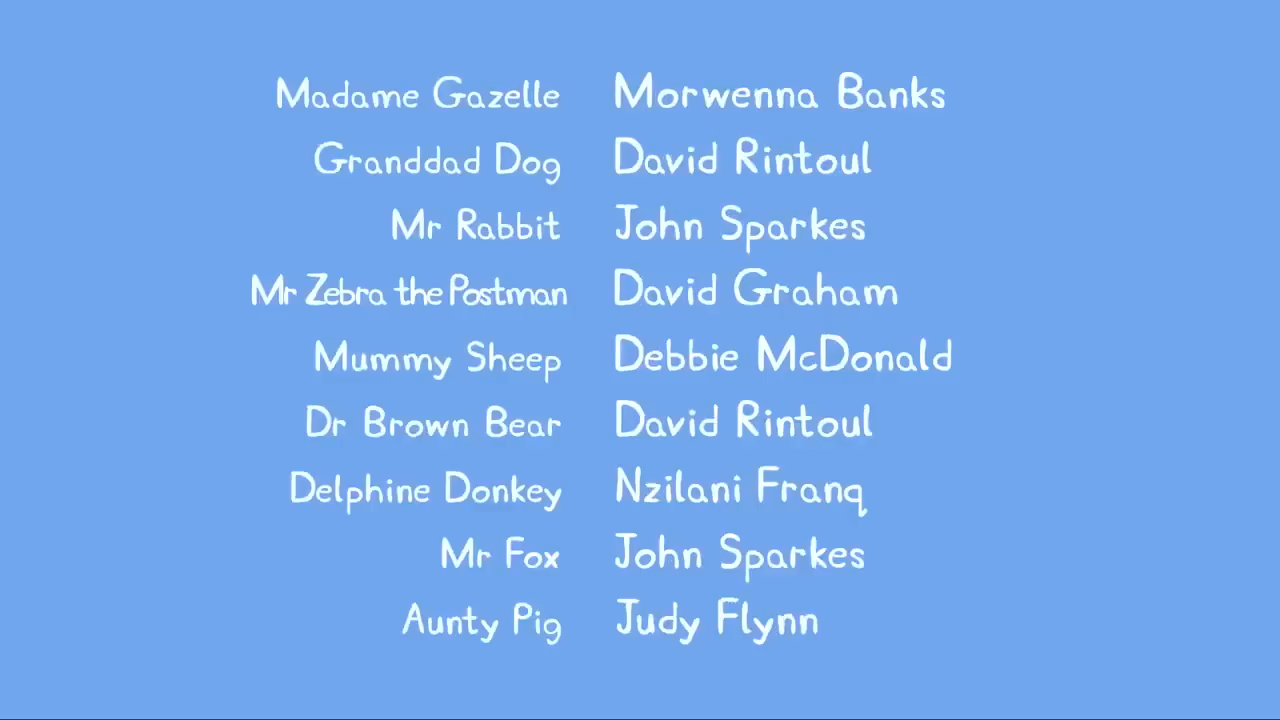 Madame Gazelle Morwenna Banks
Granddad Dog David Rintoul
Mr Rabbit John Sparkes
Mr Zebra the Postman David Graham
Mummy Sheep Debbie McDonald
Dr Brown Bear David Rintoul
Delphine Donkey Nzilani Franq
Mr Fox John Sparkes
Aunty Pig Judy Flynn